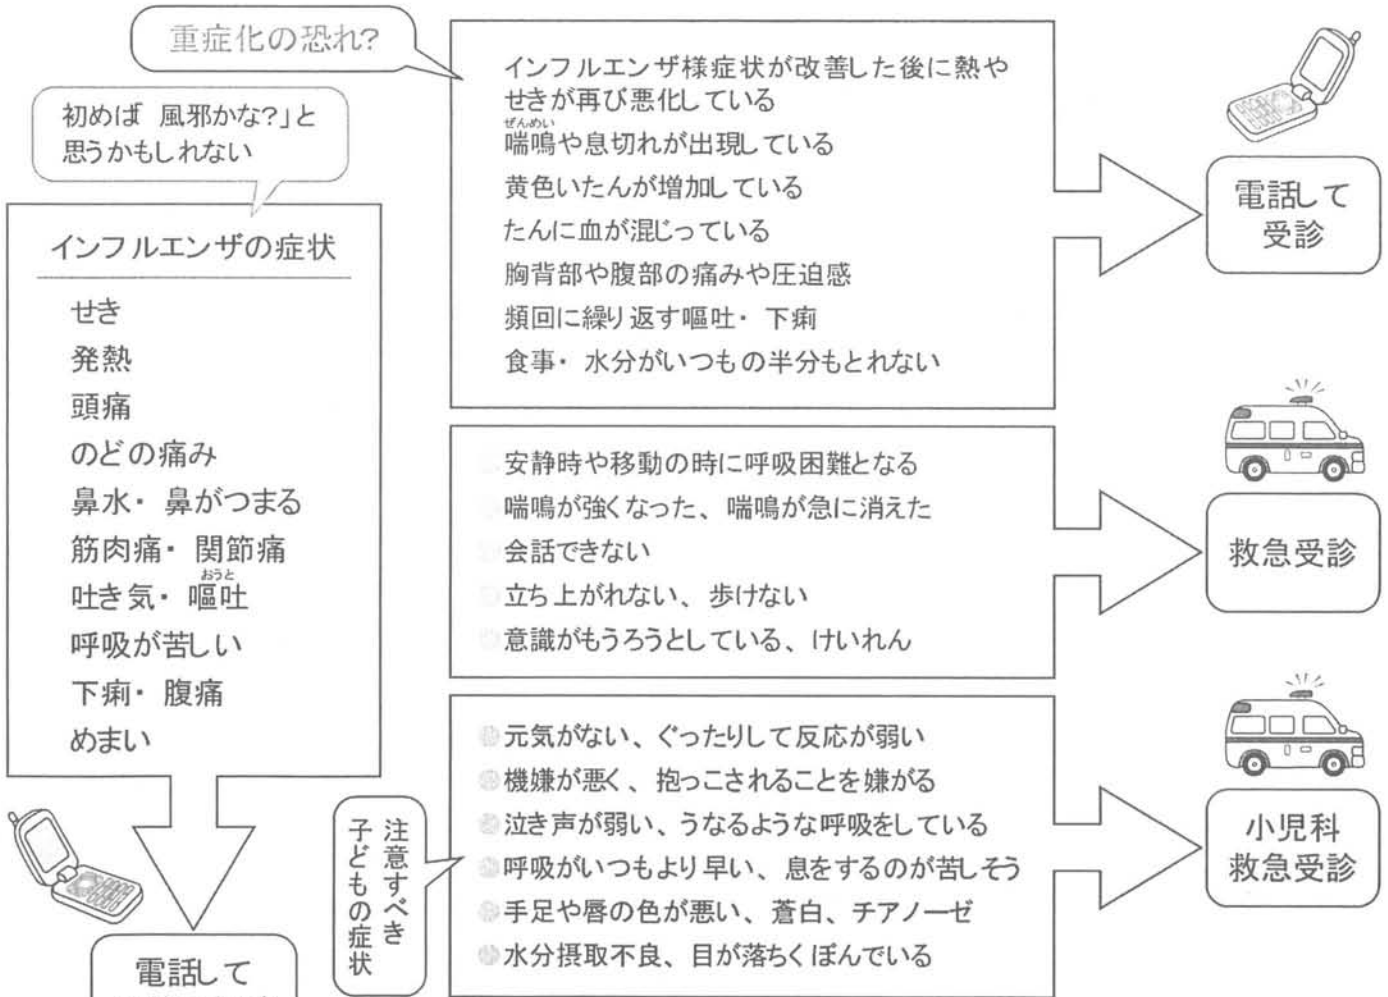 重症化の恐れ?
初めは 風邪かな?」と
思うかもしれない
インフルエンザの症状
せき
発熱
頭痛
のどの痛み
鼻水・ 鼻がつまる
筋肉痛・ 関節痛
おうと
吐き気・ 嘔吐
呼吸が苦しい
下痢・ 腹痛
めまい
電話して
インフルエンザ様症状が改善した後に熱や
せきが再び悪化している
ぜんめい
喘鳴や息切れが出現している
黄色いたんが増加している
たんに血が混じっている
胸背部や腹部の痛みや圧迫感
頻回に繰り返す嘔吐・ 下痢
食事・ 水分がいつもの半分もとれない
電話して
受診
安静時や移動の時に呼吸困難となる
喘鳴が強くなった、喘鳴が急に消えた
会話できない
立ち上がれない、歩けない
意識がもうろうとしている、けいれん
救急受診
注意すべき
子どもの症状
元気がない、ぐったりして反応が弱い
機嫌が悪く、抱っこされることを嫌がる
泣き声が弱い、うなるような呼吸をしている
呼吸がいつもより早い、息をするのが苦しそう
手足や唇の色が悪い、蒼白、チアノーゼ
水分摂取不良、目が落ちくぼんでいる
小児科
救急受診